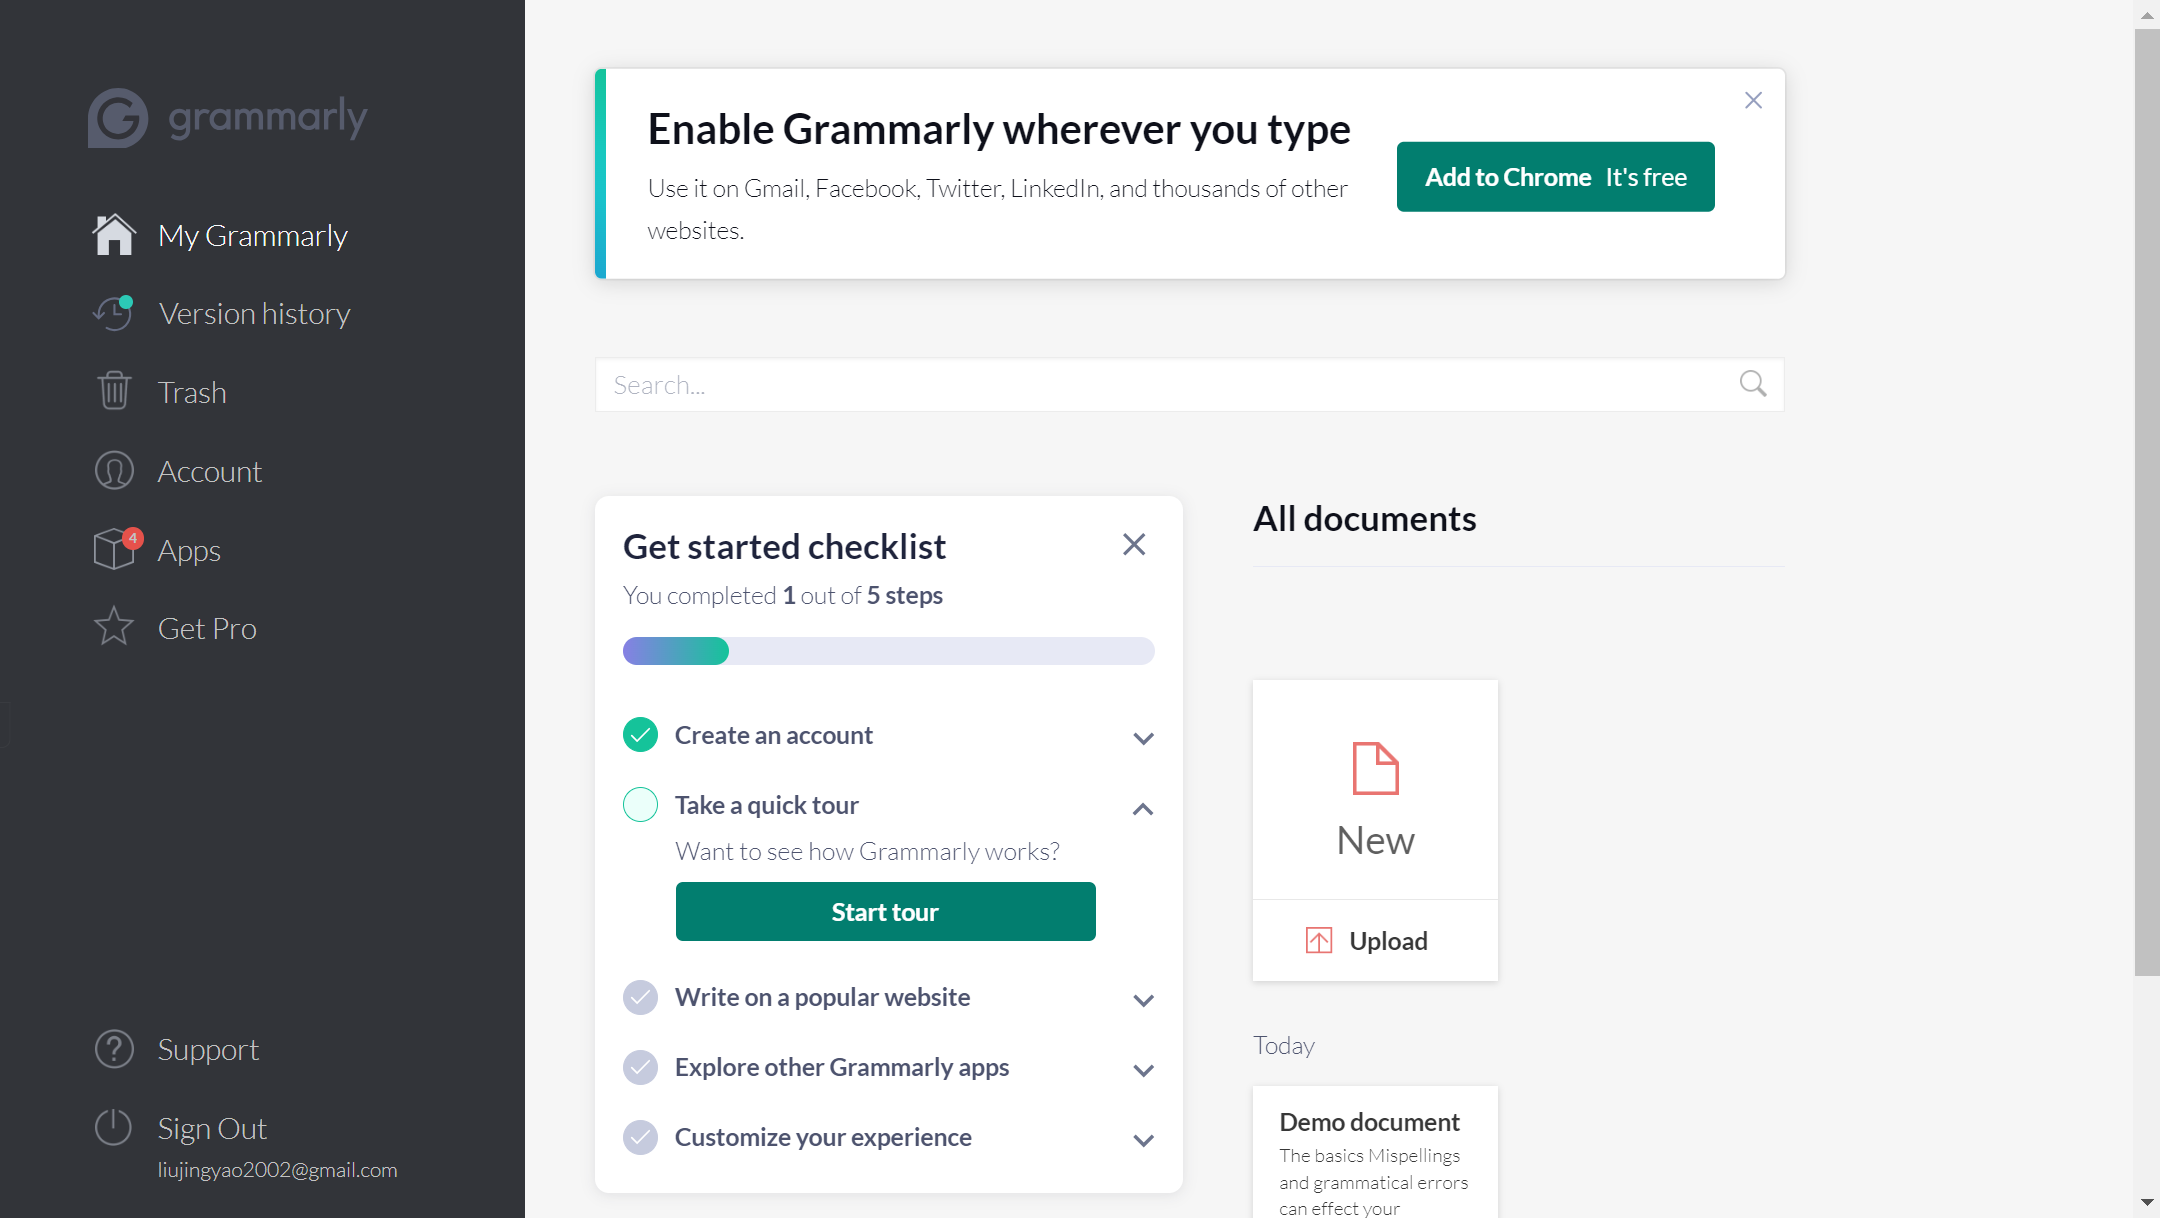 grammarly
My Grammarly
Version history
Trash
Account
4
Apps
Get Pro
Support
Sign Out
liujingyao2002@gmail.com
Enable Grammarly wherever you type
Use it on Gmail, Facebook, Twitter, LinkedIn, and thousands of other
websites.
Add to Chrome It's free
Search...
Get started checklist
You completed 1 out of 5 steps
Create an account
Take a quick tour
Want to see how Grammarly works?
Start tour
Write on a popular website
Explore other Grammarly apps
Customize your experience
All documents
New
Upload
Today
Demo document
The basics Mispellings
and grammatical errors
can effect your